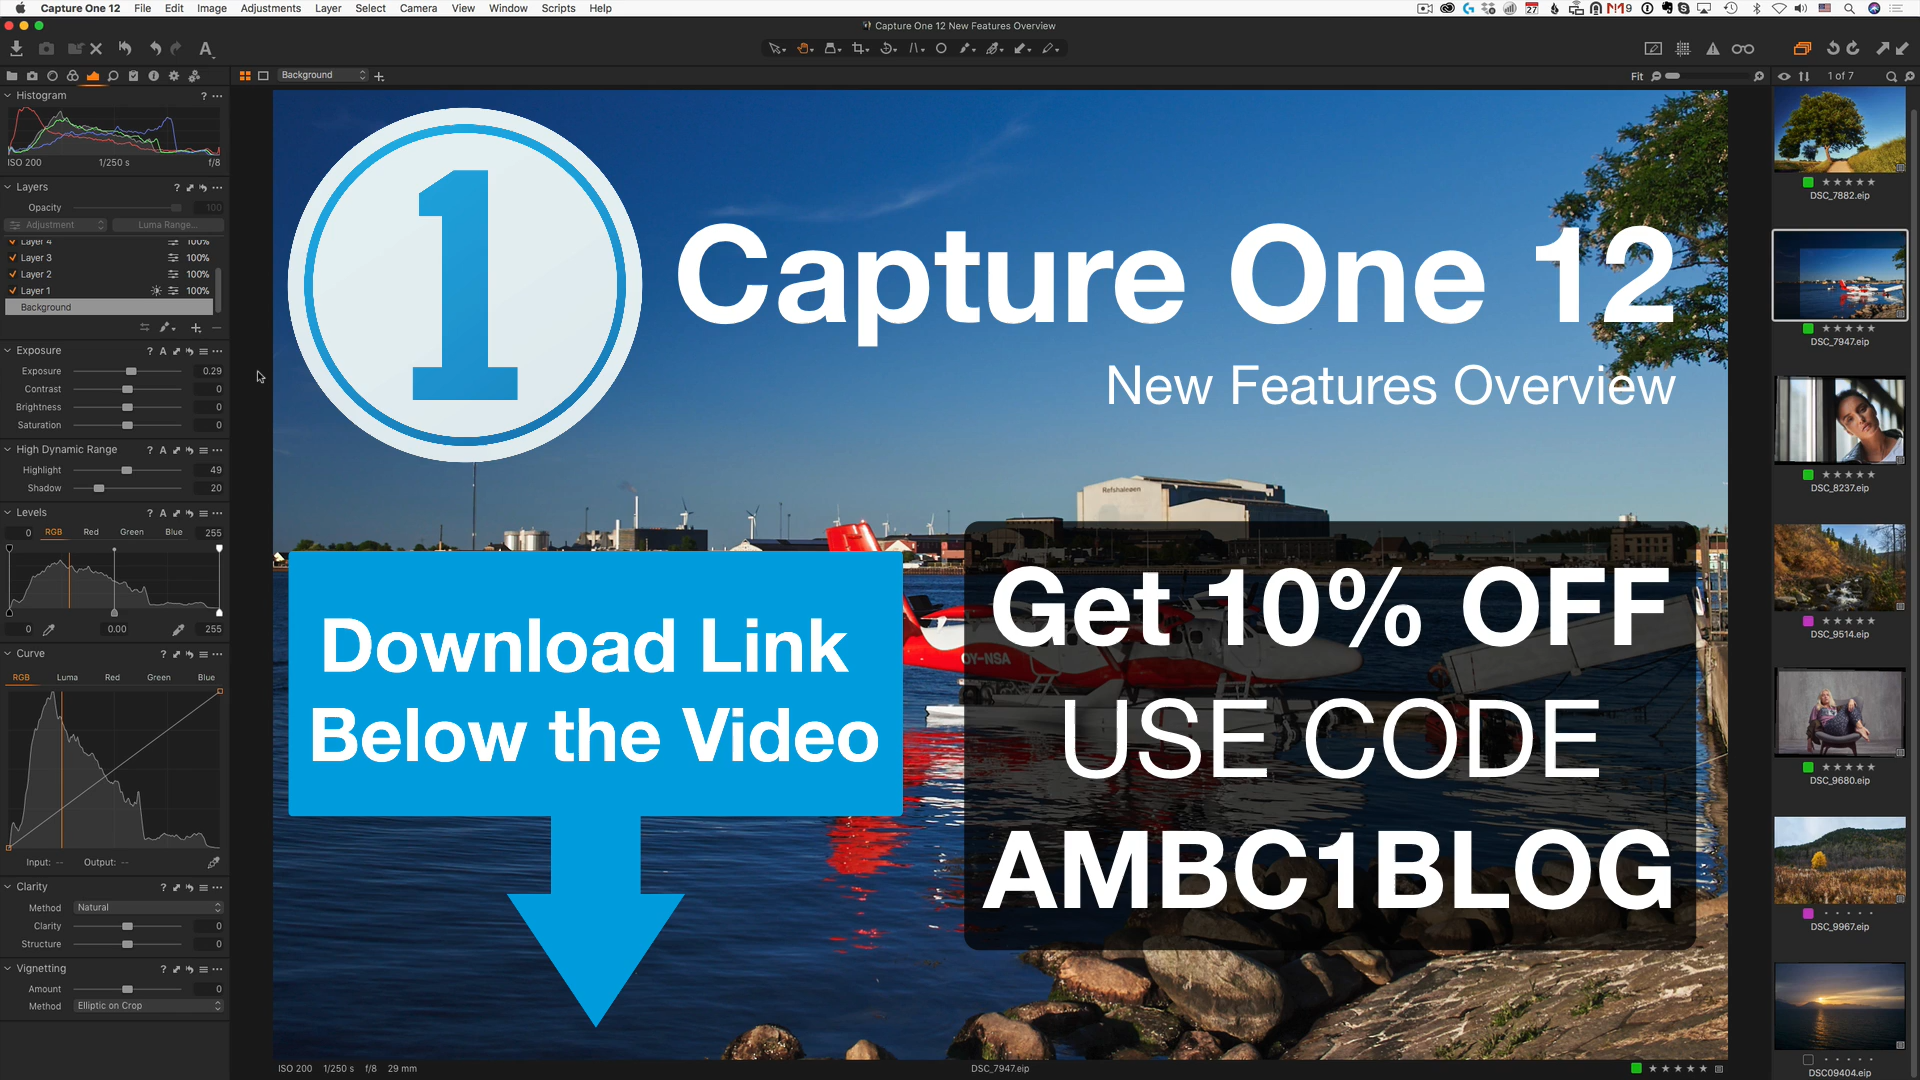 Capture One 12 File Edit Image Adjustments Layer Select Camera View Window Scripts Help
Capture One 12 New Features Overview
Background
Fit
1 of 7
Histogram
ISO 200 1/250 s f/8
Layers
Opacity 100
Adjustment Luma Range...
Layer 4 100%
Layer 3 100%
Layer 2 100%
Layer 1 100%
Background
Exposure
Exposure 0.29
Contrast 0
Brightness 0
Saturation 0
High Dynamic Range
Highlight 49
Shadow 20
Levels
0 RGB Red Green Blue 255
0 0.00 255
Curve
RGB Luma Red Green Blue
Input: -- Output: --
Clarity
Method Natural
Clarity 0
Structure 0
Vignetting
Amount 0
Method Elliptic on Crop
1
Capture One 12
New Features Overview
Refshaleøen
OY-NSA
Download Link
Below the Video
Get 10% OFF
USE CODE
AMBC1BLOG
ISO 200 1/250 s f/8 29 mm
DSC_7947.eip
DSC_7882.eip
DSC_7947.eip
DSC_8237.eip
DSC_9514.eip
DSC_9680.eip
DSC_9967.eip
DSC09404.eip